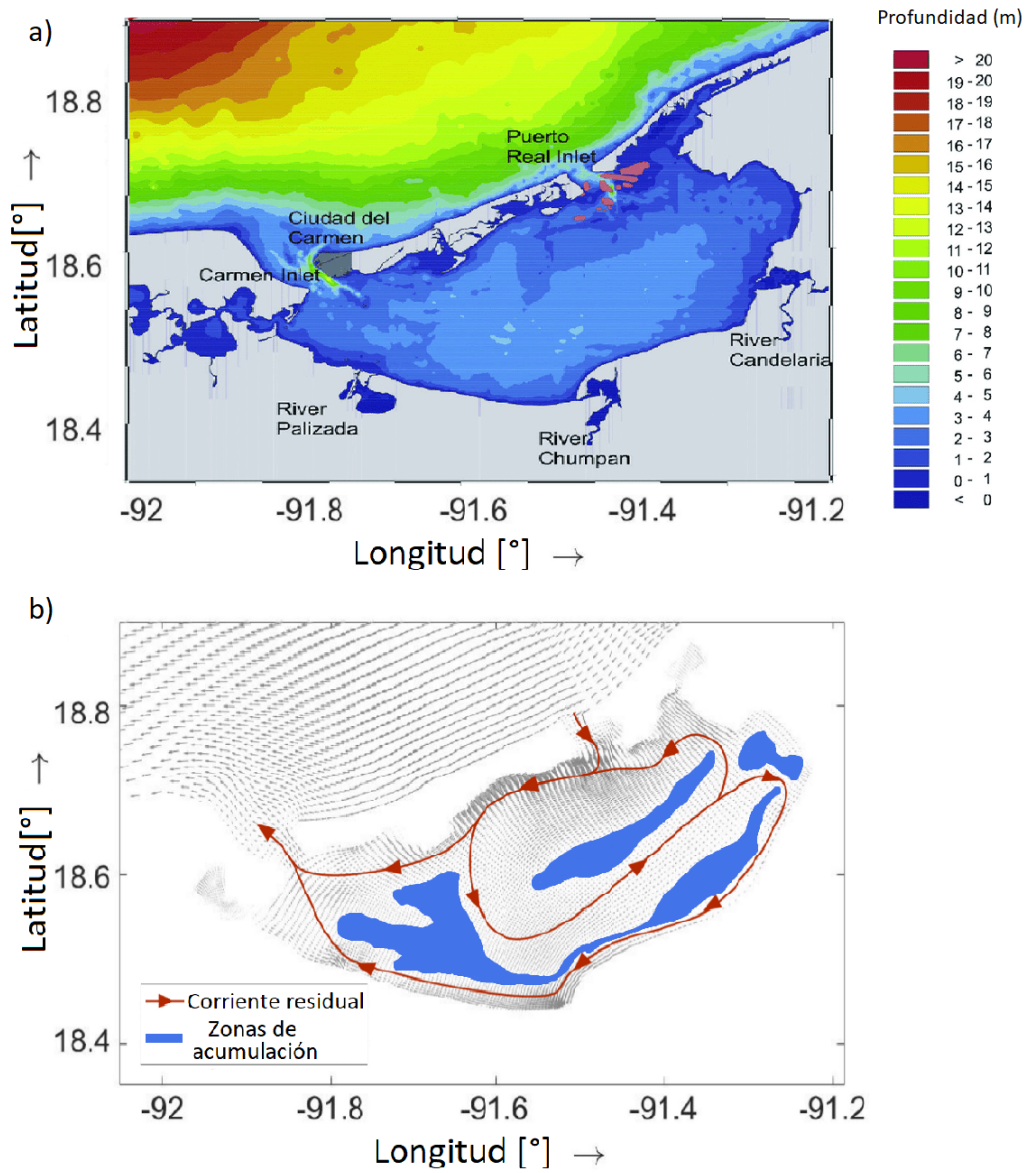 a)
Profundidad (m)
> 20
19 - 20
18 - 19
17 - 18
16 - 17
15 - 16
14 - 15
13 - 14
12 - 13
11 - 12
10 - 11
9 - 10
8 - 9
7 - 8
6 - 7
5 - 6
4 - 5
3 - 4
2 - 3
1 - 2
0 - 1
< 0
Latitud[°] →
18.8
18.6
18.4
Puerto
Real Inlet
Ciudad del
Carmen
Carmen Inlet
River
Candelaria
River
Palizada
River
Chumpan
-92
-91.8
-91.6
-91.4
-91.2
Longitud [°] →
b)
Latitud[°] →
18.8
18.6
18.4
Corriente residual
Zonas de
acumulación
-92
-91.8
-91.6
-91.4
-91.2
Longitud [°] →